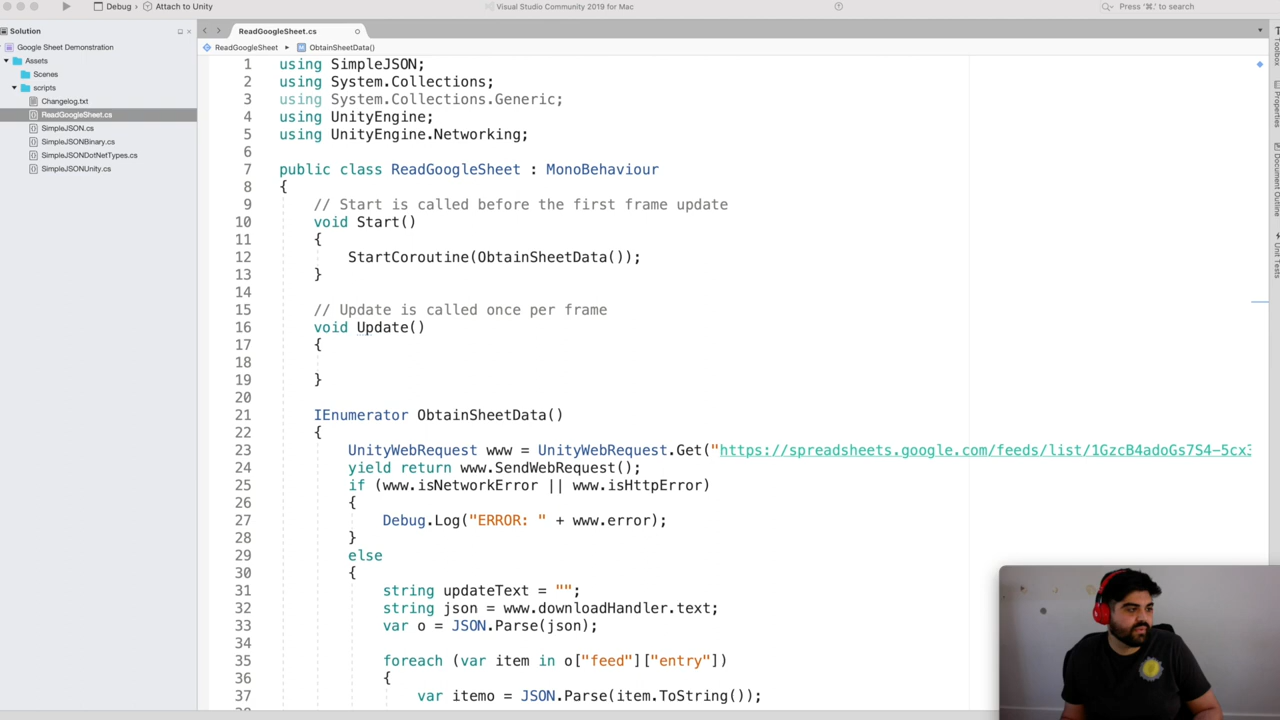 Debug
Attach to Unity
Visual Studio Community 2019 for Mac
Press '⌘.' to search
Solution
Google Sheet Demonstration
Assets
Scenes
scripts
Changelog.txt
ReadGoogleSheet.cs
SimpleJSON.cs
SimpleJSONBinary.cs
SimpleJSONDotNetTypes.cs
SimpleJSONUnity.cs
ReadGoogleSheet.cs
ReadGoogleSheet ▸ ObtainSheetData()
1 using SimpleJSON;
2 using System.Collections;
3 using System.Collections.Generic;
4 using UnityEngine;
5 using UnityEngine.Networking;
6
7 public class ReadGoogleSheet : MonoBehaviour
8 {
9 // Start is called before the first frame update
10 void Start()
11 {
12 StartCoroutine(ObtainSheetData());
13 }
14
15 // Update is called once per frame
16 void Update()
17 {
18
19 }
20
21 IEnumerator ObtainSheetData()
22 {
23 UnityWebRequest www = UnityWebRequest.Get("https://spreadsheets.google.com/feeds/list/1GzcB4adoGs7S4-5cx
24 yield return www.SendWebRequest();
25 if (www.isNetworkError || www.isHttpError)
26 {
27 Debug.Log("ERROR: " + www.error);
28 }
29 else
30 {
31 string updateText = "";
32 string json = www.downloadHandler.text;
33 var o = JSON.Parse(json);
34
35 foreach (var item in o["feed"]["entry"])
36 {
37 var itemo = JSON.Parse(item.ToString());
Toolbox
Properties
Document Outline
Unit Tests